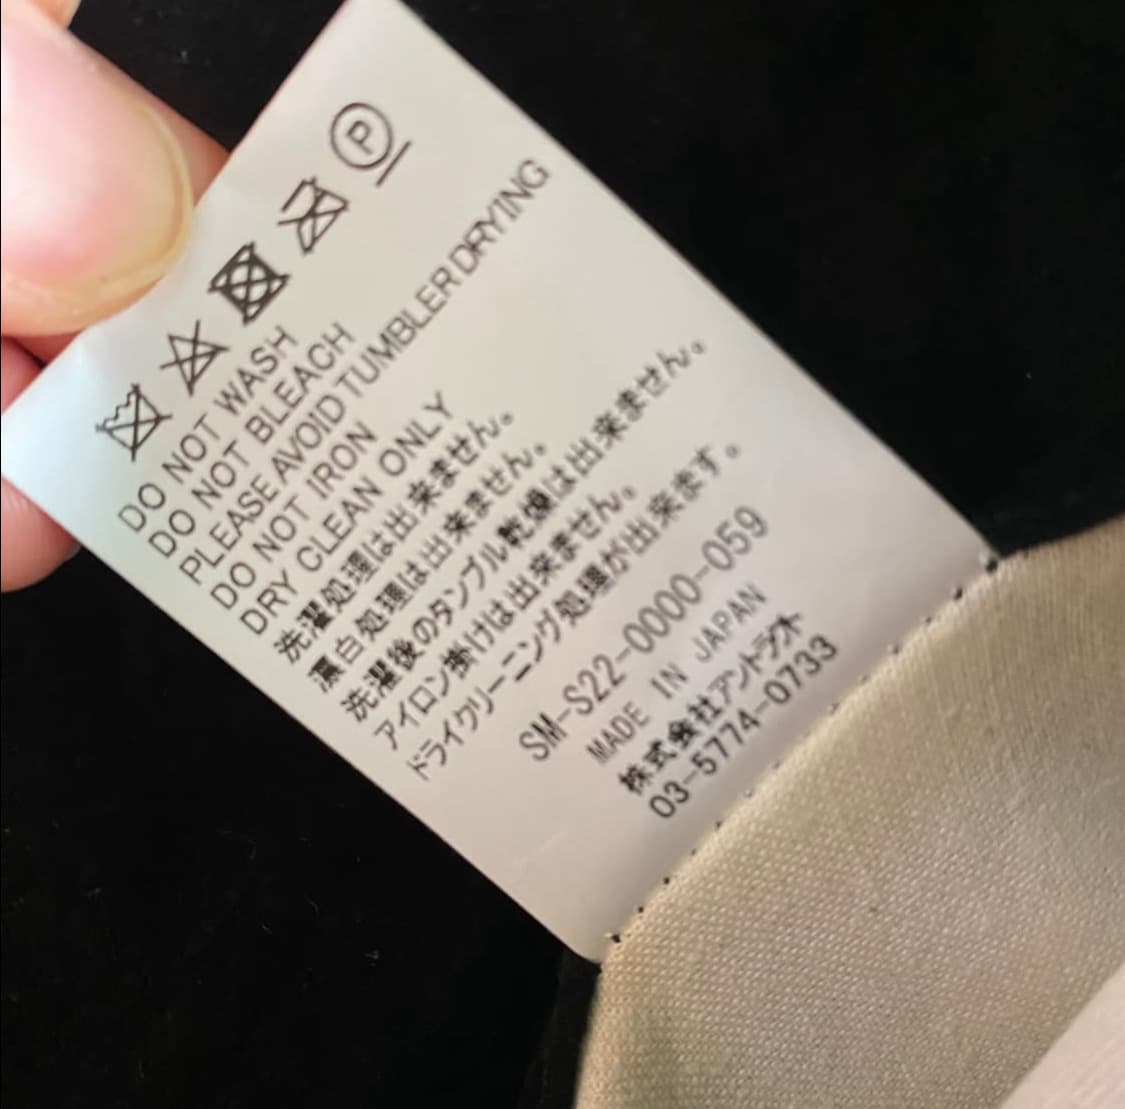 P
DO NOT WASH
DO NOT BLEACH
PLEASE AVOID TUMBLER DRYING
DO NOT IRON
DRY CLEAN ONLY
洗濯処理は出来ません。
漂白処理は出来ません。
洗濯後のタンブル乾燥は出来ません。
アイロン掛けは出来ません。
ドライクリーニング処理が出来ます。
SM-S22-0000-059
MADE IN JAPAN
株式会社アントラクト
03-5774-0733